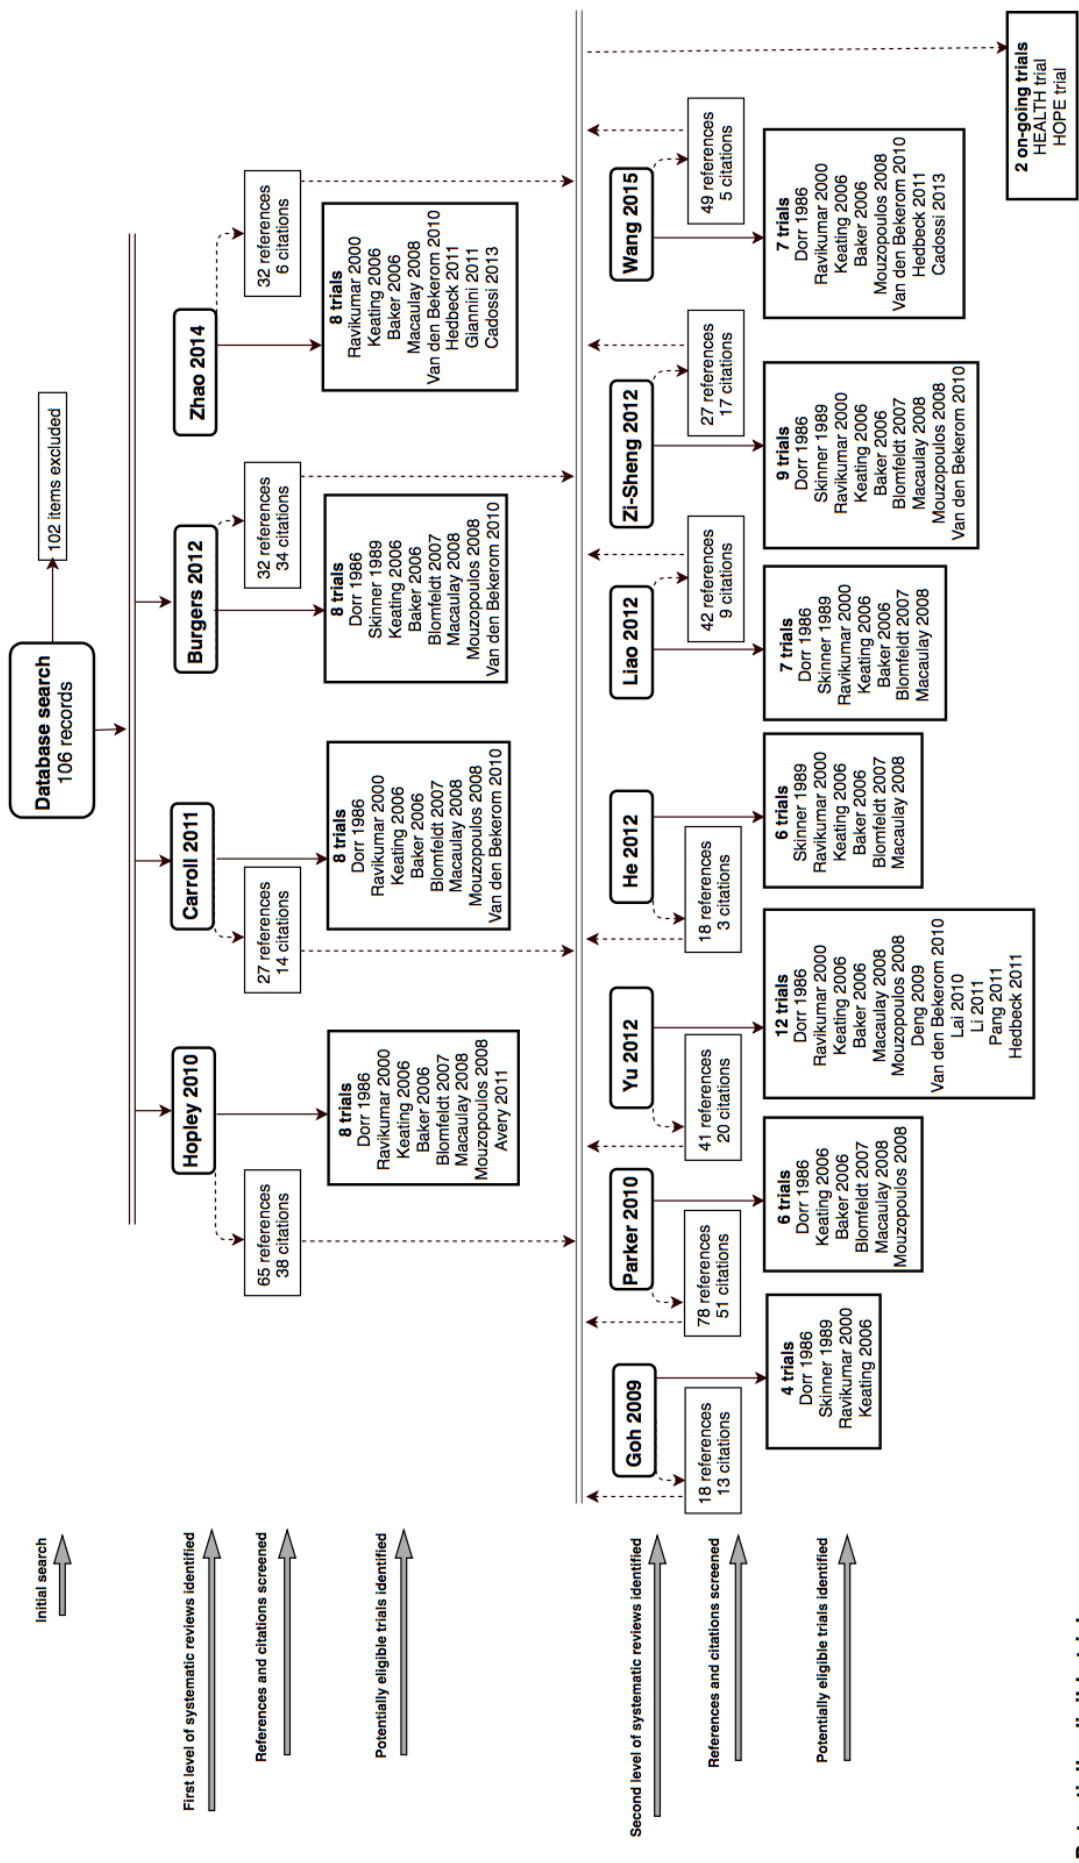 Initial search
Database search
106 records
102 items excluded
First level of systematic reviews identified
Hopley 2010
Carroll 2011
Burgers 2012
Zhao 2014
References and citations screened
65 references
38 citations
27 references
14 citations
32 references
34 citations
32 references
6 citations
Potentially eligible trials identified
8 trials
Dorr 1986
Ravikumar 2000
Keating 2006
Baker 2006
Blomfeldt 2007
Macaulay 2008
Mouzopoulos 2008
Avery 2011
8 trials
Dorr 1986
Ravikumar 2000
Keating 2006
Baker 2006
Blomfeldt 2007
Macaulay 2008
Mouzopoulos 2008
Van den Bekerom 2010
8 trials
Dorr 1986
Skinner 1989
Keating 2006
Baker 2006
Blomfeldt 2007
Macaulay 2008
Mouzopoulos 2008
Van den Bekerom 2010
8 trials
Ravikumar 2000
Keating 2006
Baker 2006
Macaulay 2008
Van den Bekerom 2010
Hedbeck 2011
Giannini 2011
Cadossi 2013
Second level of systematic reviews identified
Goh 2009
Parker 2010
Yu 2012
He 2012
Liao 2012
Zi-Sheng 2012
Wang 2015
References and citations screened
18 references
13 citations
78 references
51 citations
41 references
20 citations
18 references
3 citations
42 references
9 citations
27 references
17 citations
49 references
5 citations
Potentially eligible trials identified
4 trials
Dorr 1986
Skinner 1989
Ravikumar 2000
Keating 2006
6 trials
Dorr 1986
Keating 2006
Baker 2006
Blomfeldt 2007
Macaulay 2008
Mouzopoulos 2008
12 trials
Dorr 1986
Ravikumar 2000
Keating 2006
Baker 2006
Macaulay 2008
Mouzopoulos 2008
Deng 2009
Van den Bekerom 2010
Lai 2010
Li 2011
Pang 2011
Hedbeck 2011
6 trials
Skinner 1989
Ravikumar 2000
Keating 2006
Baker 2006
Blomfeldt 2007
Macaulay 2008
7 trials
Dorr 1986
Skinner 1989
Ravikumar 2000
Keating 2006
Baker 2006
Blomfeldt 2007
Macaulay 2008
9 trials
Dorr 1986
Skinner 1989
Ravikumar 2000
Keating 2006
Baker 2006
Blomfeldt 2007
Macaulay 2008
Mouzopoulos 2008
Van den Bekerom 2010
7 trials
Dorr 1986
Ravikumar 2000
Keating 2006
Baker 2006
Mouzopoulos 2008
Van den Bekerom 2010
Hedbeck 2011
Cadossi 2013
2 on-going trials
HEALTH trial
HOPE trial